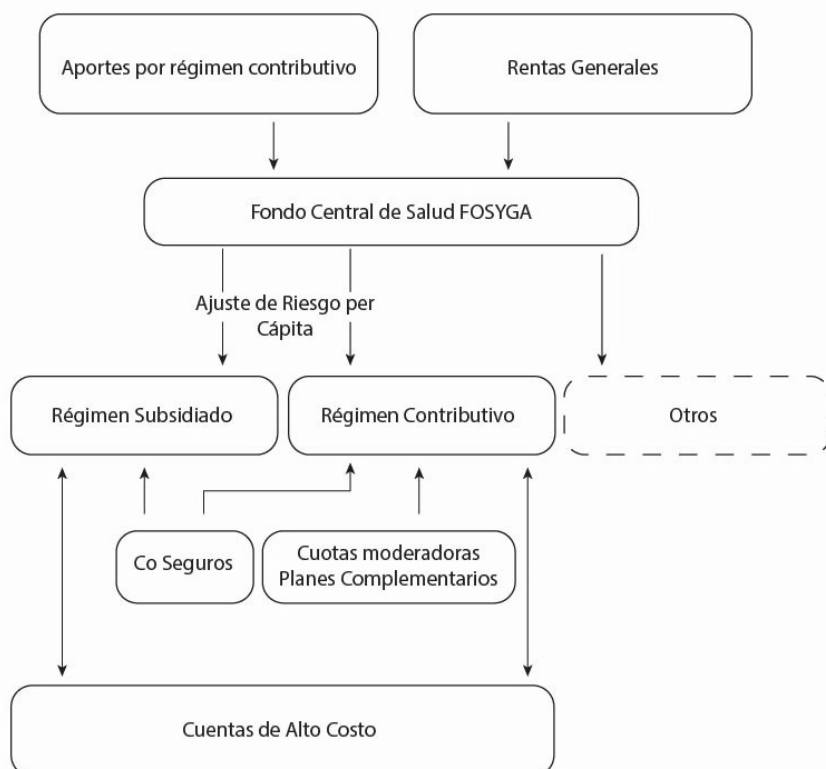 Aportes por régimen contributivo
Rentas Generales
Fondo Central de Salud FOSYGA
Ajuste de Riesgo per
Cápita
Régimen Subsidiado
Régimen Contributivo
Otros
Co Seguros
Cuotas moderadoras
Planes Complementarios
Cuentas de Alto Costo